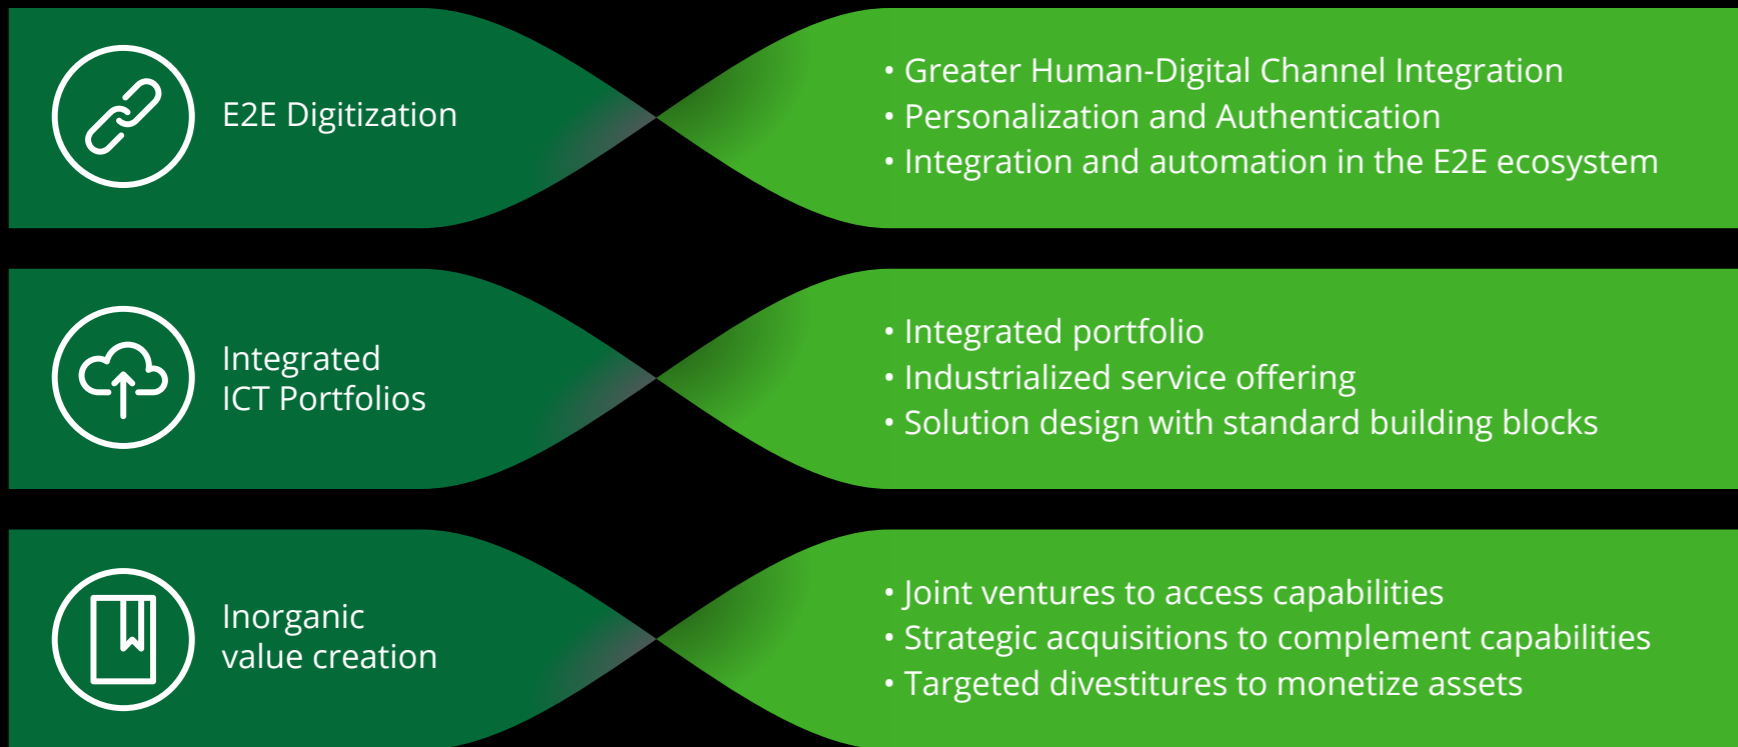 E2E Digitization
• Greater Human-Digital Channel Integration
• Personalization and Authentication
• Integration and automation in the E2E ecosystem
Integrated
ICT Portfolios
• Integrated portfolio
• Industrialized service offering
• Solution design with standard building blocks
Inorganic
value creation
• Joint ventures to access capabilities
• Strategic acquisitions to complement capabilities
• Targeted divestitures to monetize assets